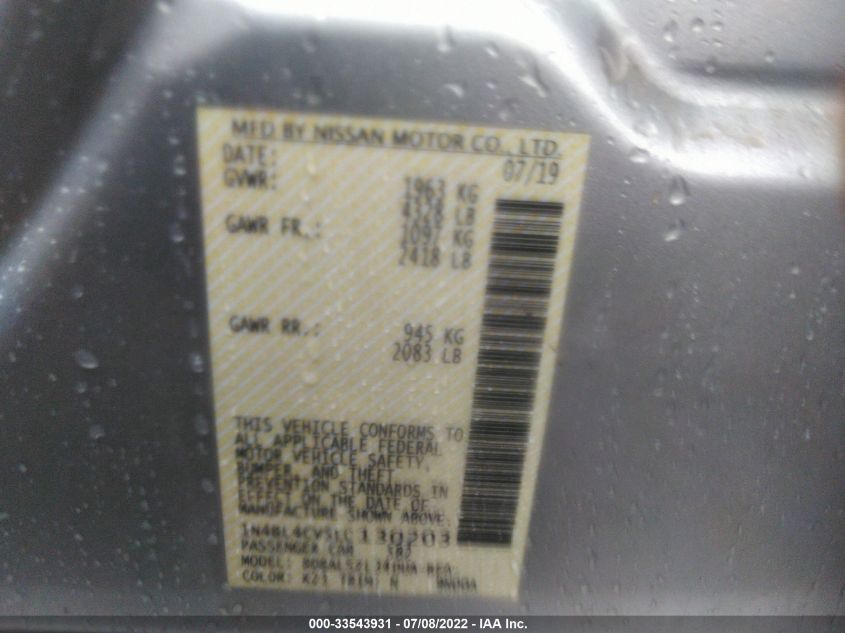 MFD BY NISSAN MOTOR CO., LTD.
DATE: 07/19
GVWR: 1963 KG
4328 LB
GAWR FR.: 1097 KG
2418 LB
GAWR RR.: 945 KG
2083 LB
THIS VEHICLE CONFORMS TO
ALL APPLICABLE FEDERAL
MOTOR VEHICLE SAFETY,
BUMPER, AND THEFT
PREVENTION STANDARDS IN
EFFECT ON THE DATE OF
MANUFACTURE SHOWN ABOVE:
1N4BL4CV5LC130203
PASSENGER CAR
MODEL:
COLOR: K23 TRIM:
000-33543931 - 07/08/2022 - IAA Inc.